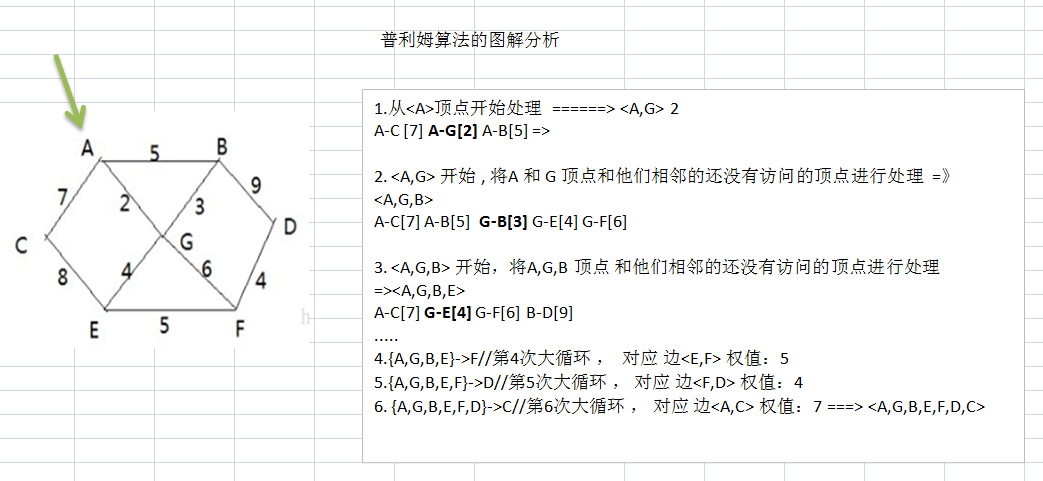 普利姆算法的图解分析
1.从<A>顶点开始处理 ======> <A,G> 2
A-C [7] A-G[2] A-B[5] =>
2. <A,G> 开始 , 将A 和 G 顶点和他们相邻的还没有访问的顶点进行处理 =》
<A,G,B>
A-C[7] A-B[5] G-B[3] G-E[4] G-F[6]
3. <A,G,B> 开始，将A,G,B 顶点 和他们相邻的还没有访问的顶点进行处理
=><A,G,B,E>
A-C[7] G-E[4] G-F[6] B-D[9]
.....
4.{A,G,B,E}->F//第4次大循环 ， 对应 边<E,F> 权值：5
5.{A,G,B,E,F}->D//第5次大循环 ， 对应 边<F,D> 权值：4
6. {A,G,B,E,F,D}->C//第6次大循环 ， 对应 边<A,C> 权值：7 ===> <A,G,B,E,F,D,C>
A 5 B
7 2 3 9
C G D
8 4 6 4
E 5 F